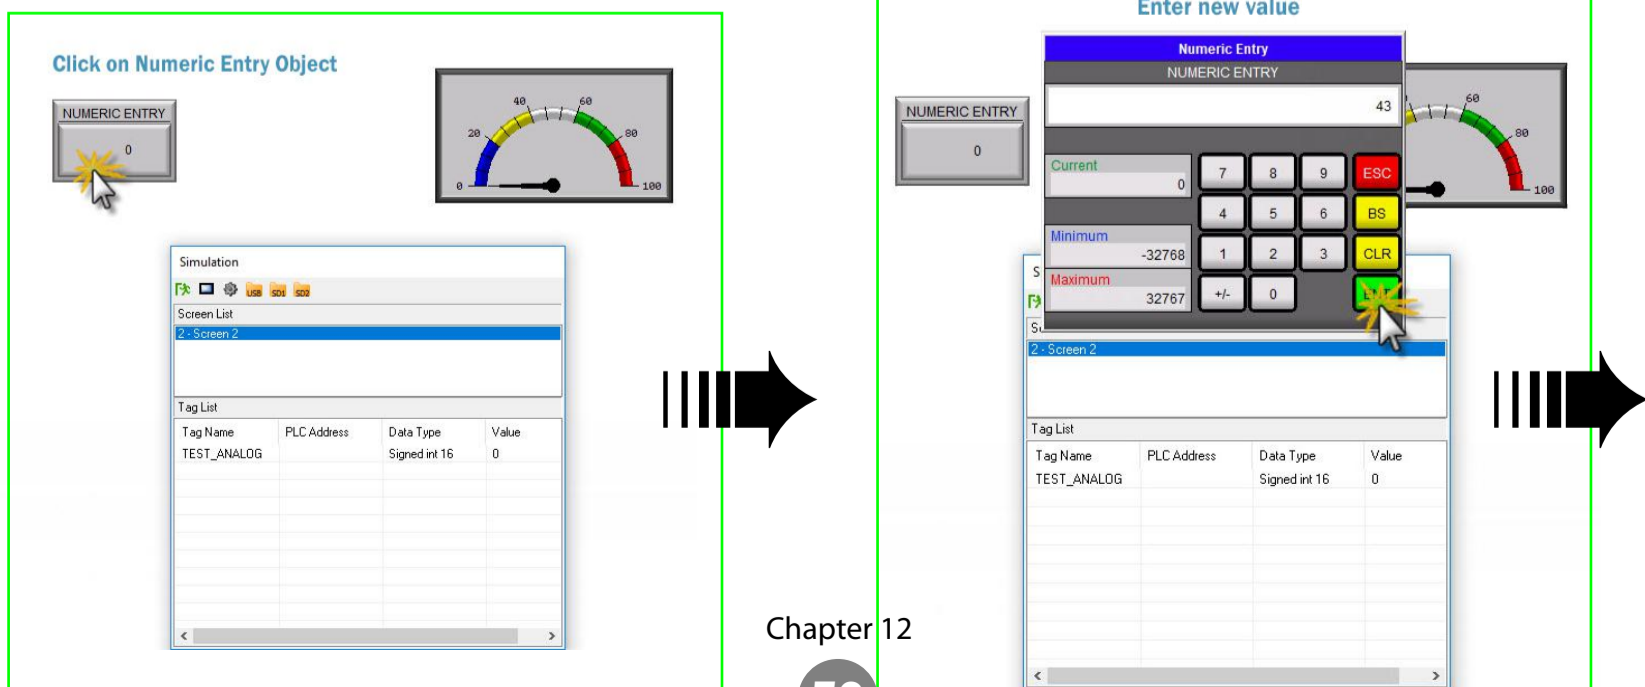 Click on Numeric Entry Object
NUMERIC ENTRY
0
0
20
40
60
80
100
Simulation
USB SD1 SD2
Screen List
2 - Screen 2
Tag List
Tag Name PLC Address Data Type Value
TEST_ANALOG Signed int 16 0
Enter new value
NUMERIC ENTRY
0
Numeric Entry
NUMERIC ENTRY
43
Current
0
Minimum
-32768
Maximum
32767
7 8 9 ESC
4 5 6 BS
1 2 3 CLR
+/- 0
60
80
100
2 - Screen 2
Tag List
Tag Name PLC Address Data Type Value
TEST_ANALOG Signed int 16 0
Chapter 12